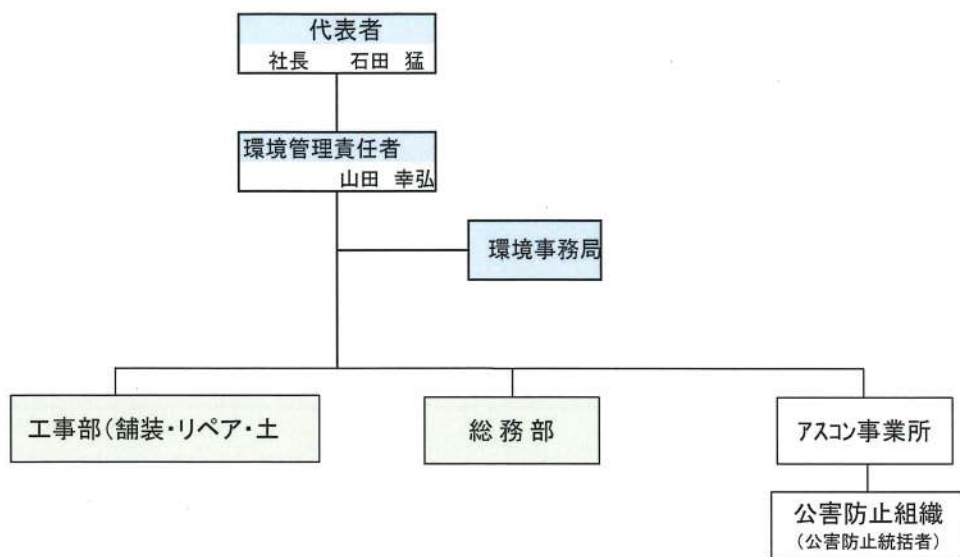 代表者
社長 石田 猛
環境管理責任者
山田 幸弘
環境事務局
工事部(舗装・リペア・土
総務部
アスコン事業所
公害防止組織
(公害防止統括者)